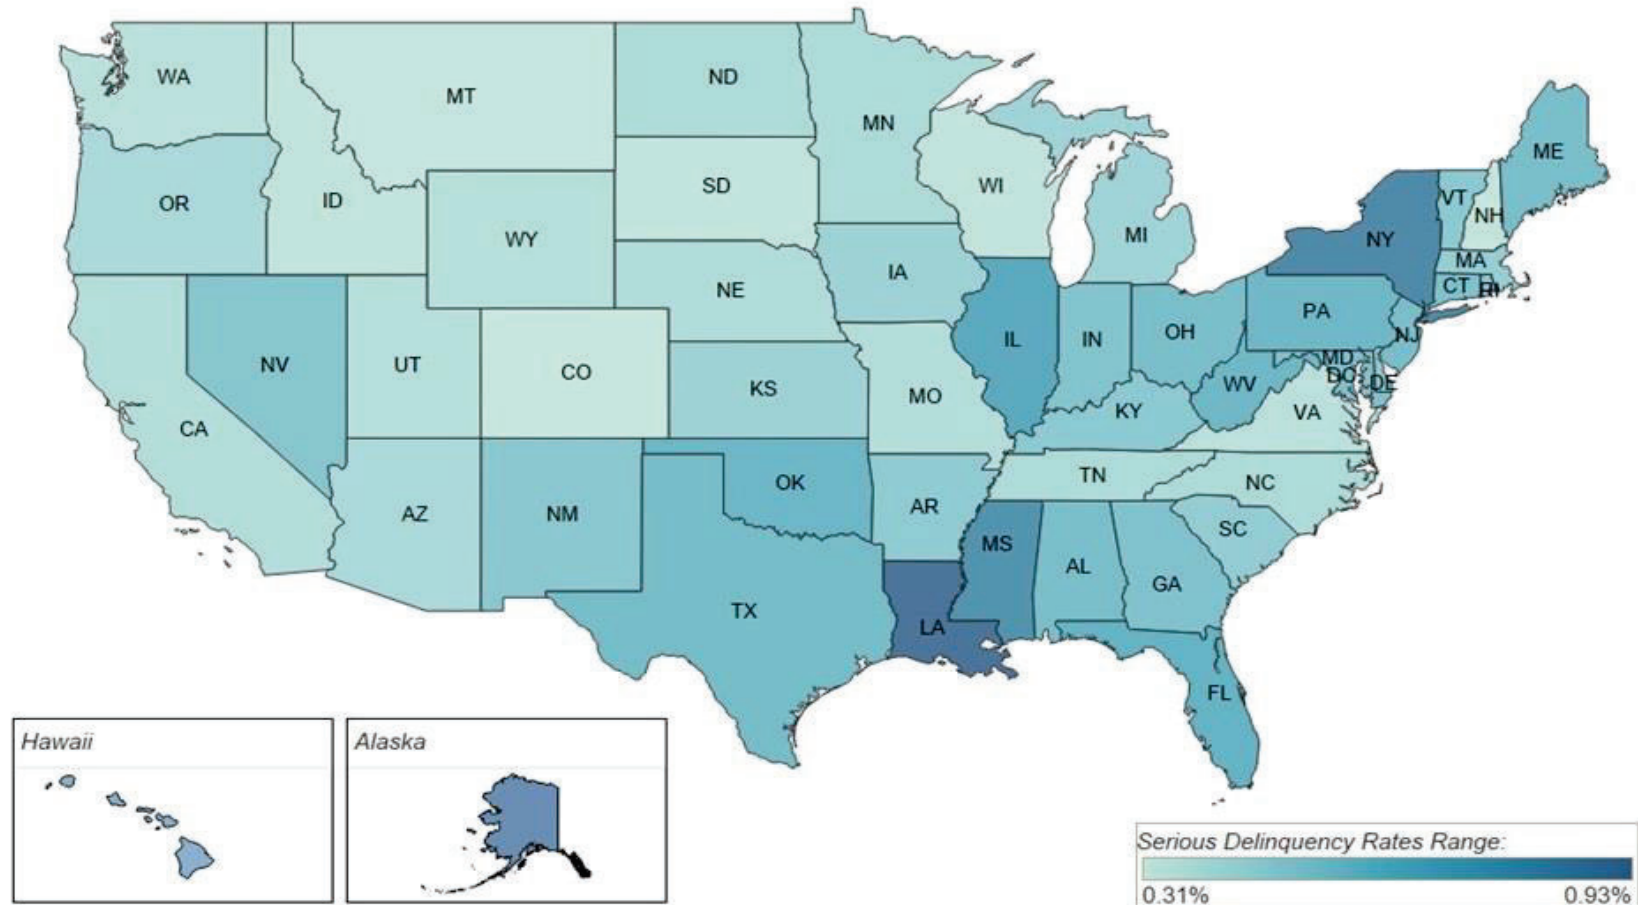 WA
MT
ND
MN
OR
ID
SD
WI
ME
WY
MI
VT
NH
NY
MA
CT
RI
IA
NE
PA
NV
UT
CO
IL
IN
OH
NJ
KS
MO
WV
MD
DC
DE
KY
VA
CA
AZ
NM
OK
AR
TN
NC
MS
AL
GA
SC
TX
LA
FL
Hawaii
Alaska
Serious Delinquency Rates Range:
0.31% 0.93%